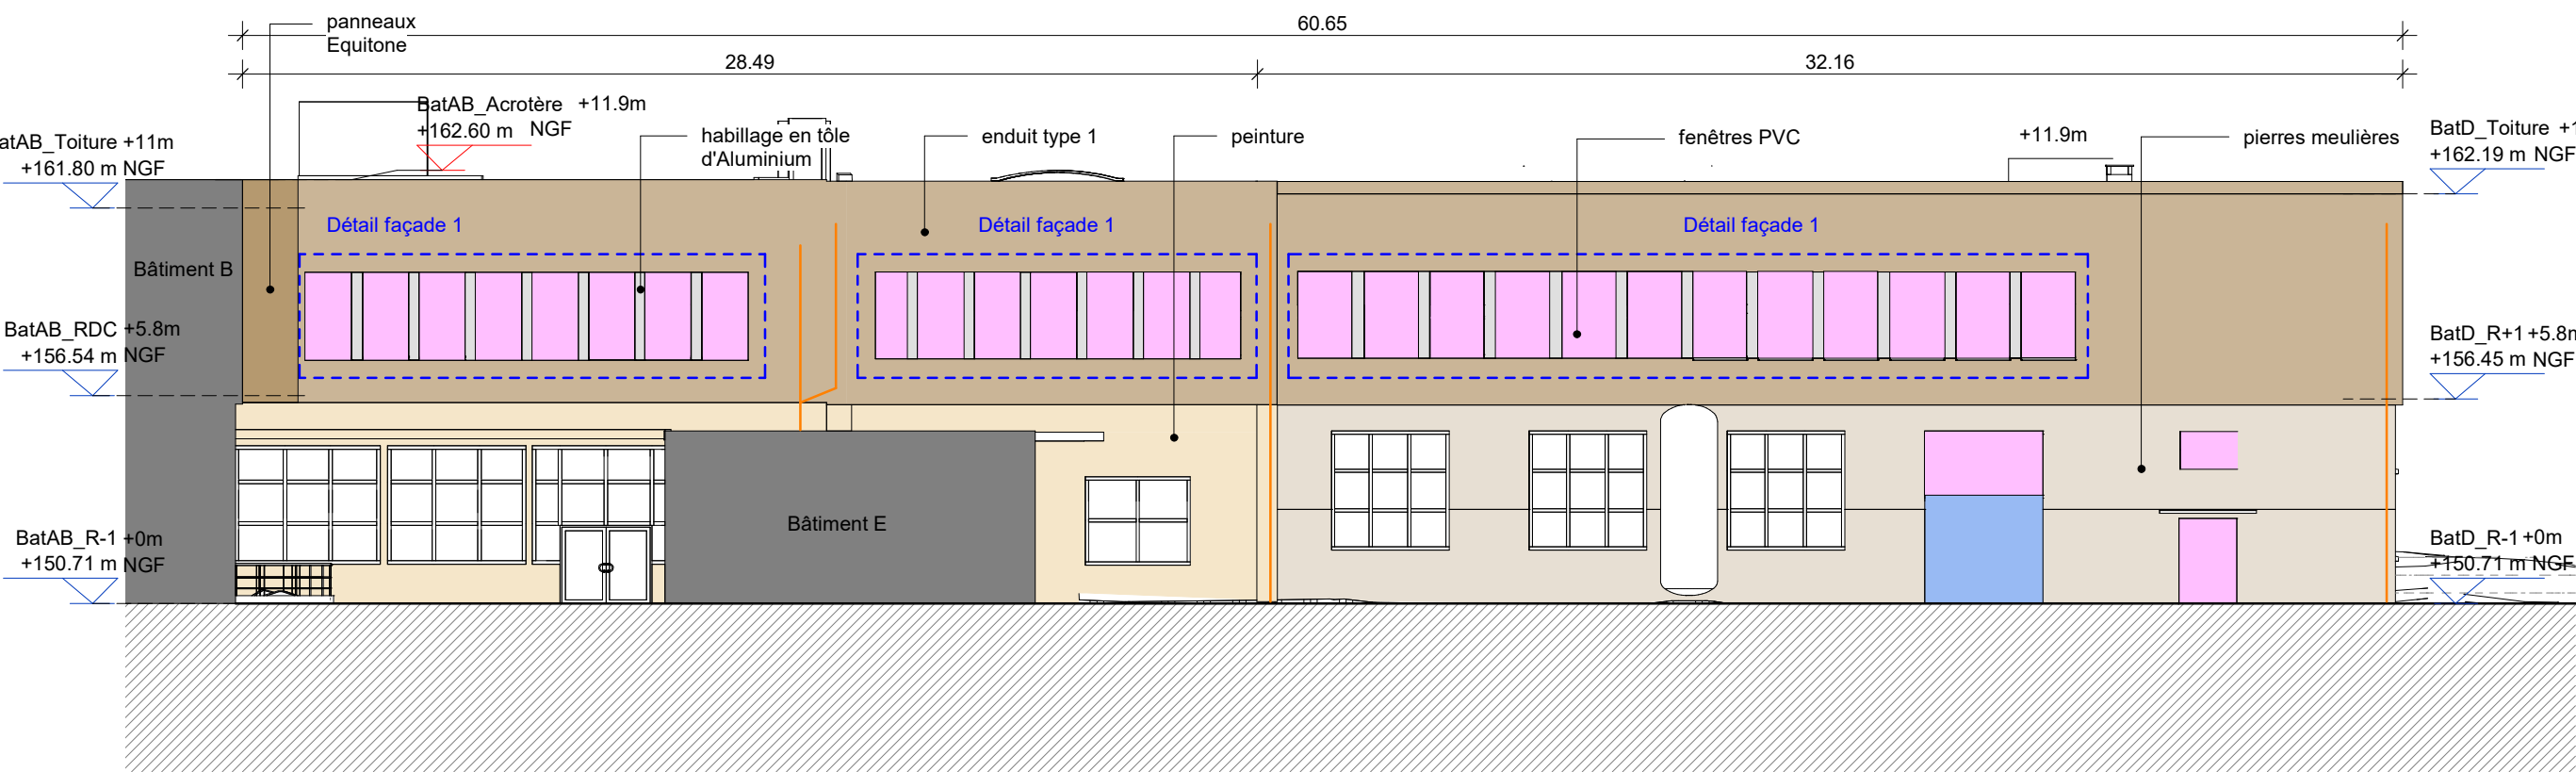 panneaux
Equitone
60.65
28.49
32.16
BatAB_Acrotère +11.9m
+162.60 m NGF
atAB_Toiture +11m
+161.80 m NGF
habillage en tôle
d'Aluminium
enduit type 1
peinture
fenêtres PVC
+11.9m
pierres meulières
BatD_Toiture +1
+162.19 m NGF
Détail façade 1
Détail façade 1
Détail façade 1
Bâtiment B
BatAB_RDC +5.8m
+156.54 m NGF
BatD_R+1 +5.8m
+156.45 m NGF
Bâtiment E
BatAB_R-1 +0m
+150.71 m NGF
BatD_R-1 +0m
+150.71 m NGF